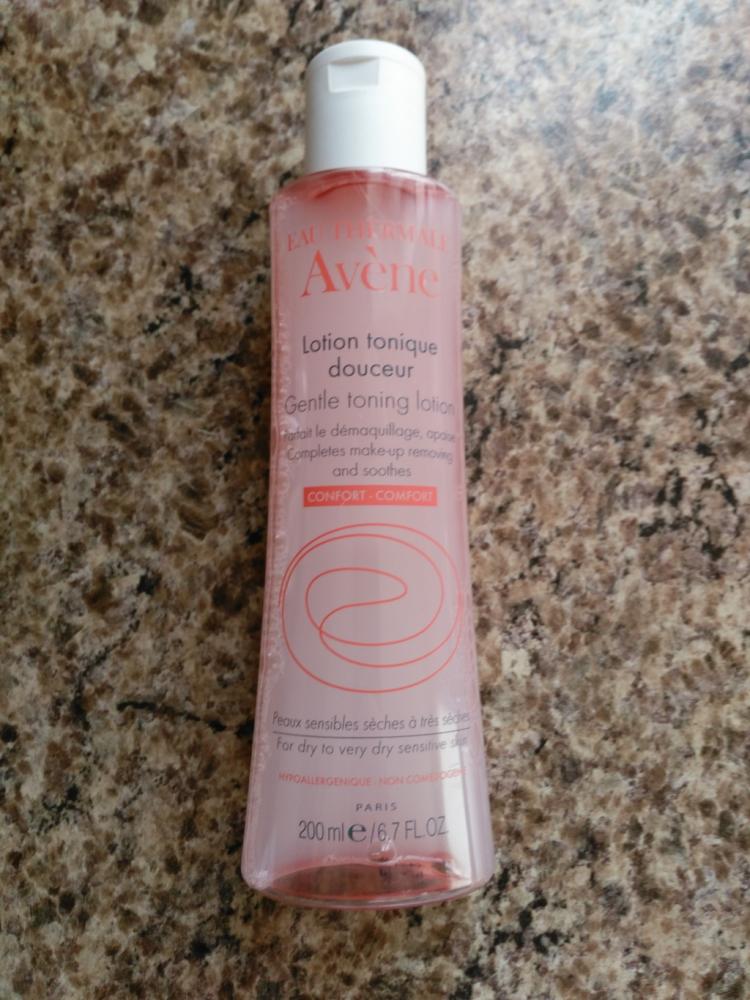 EAU THERMALE
Avène
Lotion tonique
douceur
Gentle toning lotion
le démaquillage, apaise
Completes make-up removing
and soothes
CONFORT - COMFORT
Peaux sensibles sèches à très sèches
For dry to very dry sensitive skin
HYPOALLERGENIQUE - NON COMEDOGENE
PARIS
200 ml e / 6.7 FL.OZ.